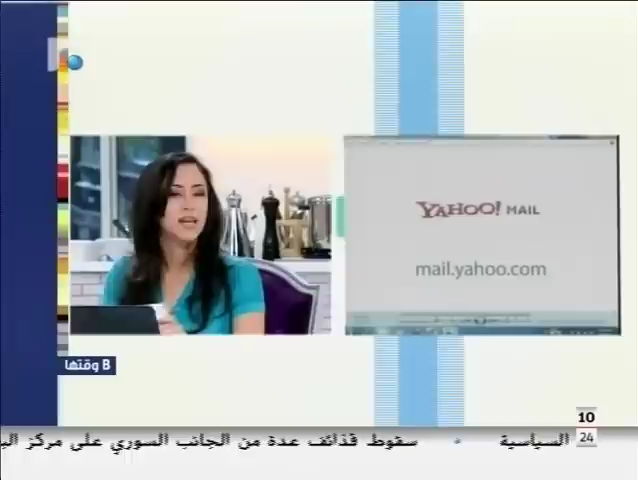 YAHOO! MAIL
mail.yahoo.com
B وقتها
10
24
السياسية • سقوط قذائف عدة من الجانب السوري على مركز